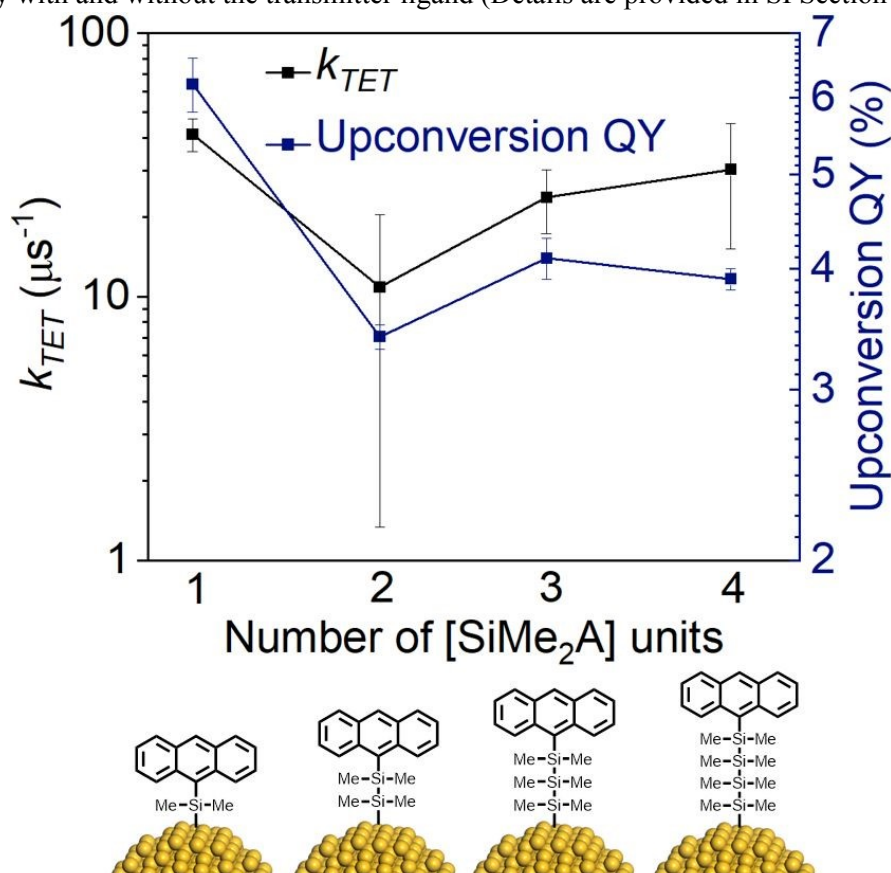 y with and without the transmitter ligand (Details are provided in SI Section
100
10
1
k_TET (μs⁻¹)
k_TET
Upconversion QY
7
6
5
4
3
2
Upconversion QY (%)
1 2 3 4
Number of [SiMe₂A] units
Me–Si–Me
Me–Si–Me
Me–Si–Me
Me–Si–Me
Me–Si–Me
Me–Si–Me
Me–Si–Me
Me–Si–Me
Me–Si–Me
Me–Si–Me